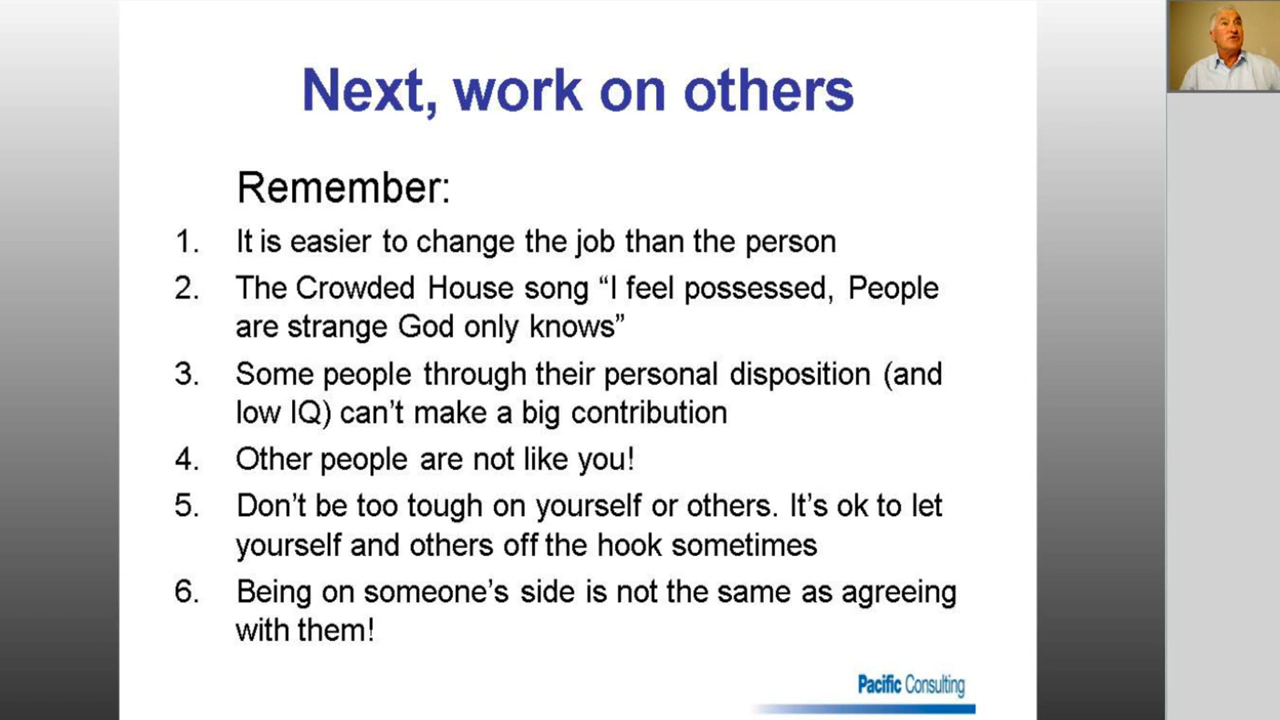 Next, work on others
Remember:
1. It is easier to change the job than the person
2. The Crowded House song “I feel possessed, People
are strange God only knows”
3. Some people through their personal disposition (and
low IQ) can’t make a big contribution
4. Other people are not like you!
5. Don’t be too tough on yourself or others. It’s ok to let
yourself and others off the hook sometimes
6. Being on someone’s side is not the same as agreeing
with them!
Pacific Consulting